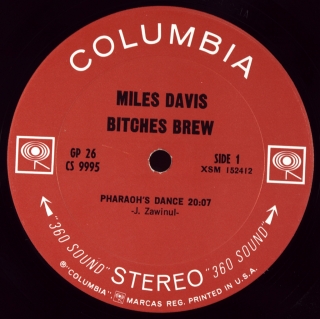 COLUMBIA
MILES DAVIS
BITCHES BREW
GP 26
CS 9995
SIDE 1
XSM 152412
PHARAOH'S DANCE 20:07
-J. Zawinul-
"360 SOUND" STEREO "360 SOUND"
® "COLUMBIA", MARCAS REG. PRINTED IN U.S.A.